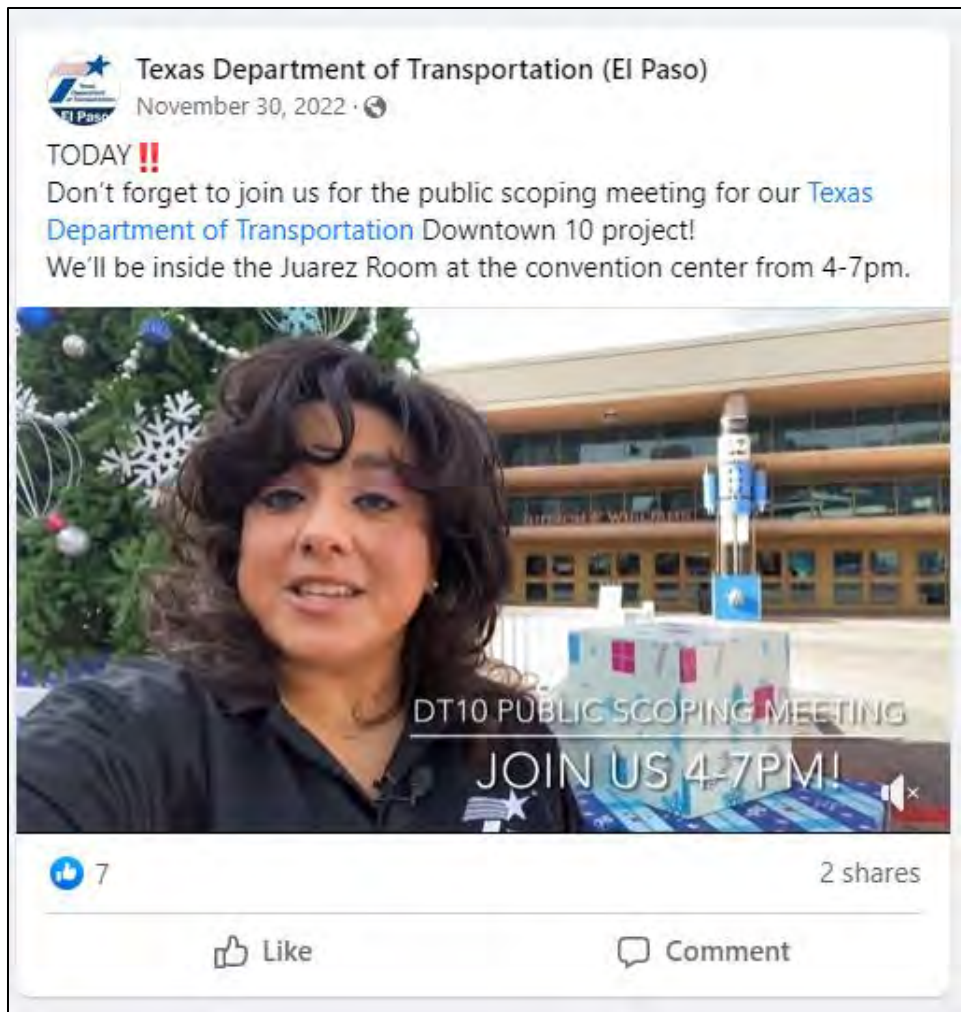 Texas Department of Transportation (El Paso)
November 30, 2022 ·
TODAY‼️
Don't forget to join us for the public scoping meeting for our Texas
Department of Transportation Downtown 10 project!
We'll be inside the Juarez Room at the convention center from 4-7pm.
DT10 PUBLIC SCOPING MEETING
JOIN US 4-7PM!
7
2 shares
Like
Comment
El Paso